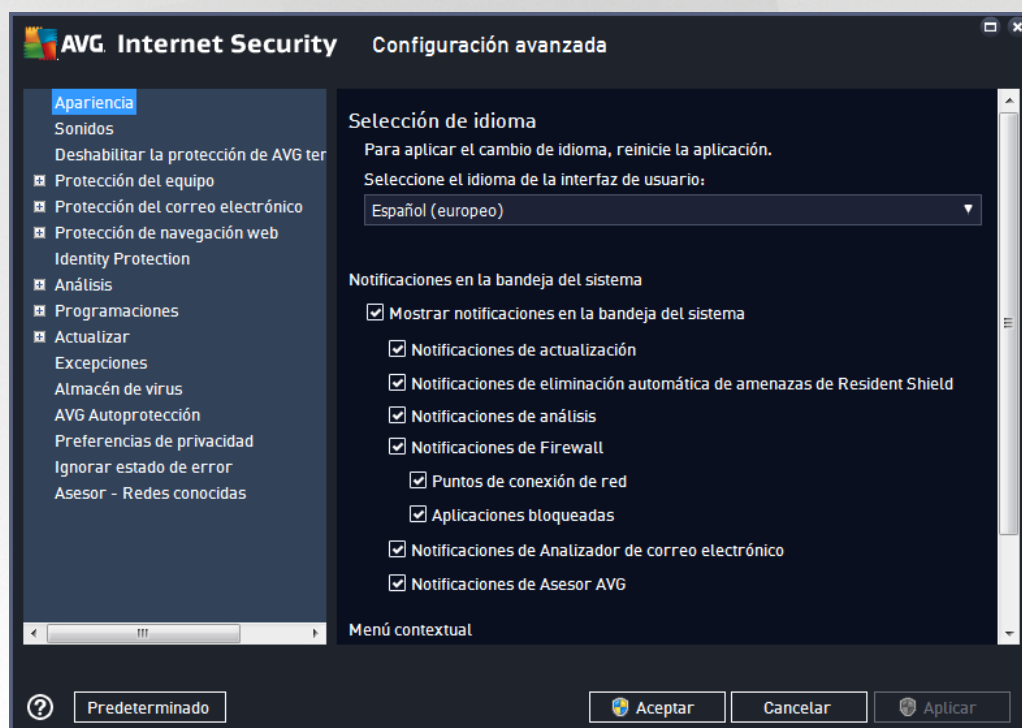 AVG. Internet Security
Configuración avanzada
Apariencia
Sonidos
Deshabilitar la protección de AVG ter
Protección del equipo
Protección del correo electrónico
Protección de navegación web
Identity Protection
Análisis
Programaciones
Actualizar
Excepciones
Almacén de virus
AVG Autoprotección
Preferencias de privacidad
Ignorar estado de error
Asesor - Redes conocidas
Selección de idioma
Para aplicar el cambio de idioma, reinicie la aplicación.
Seleccione el idioma de la interfaz de usuario:
Español (europeo)
Notificaciones en la bandeja del sistema
Mostrar notificaciones en la bandeja del sistema
Notificaciones de actualización
Notificaciones de eliminación automática de amenazas de Resident Shield
Notificaciones de análisis
Notificaciones de Firewall
Puntos de conexión de red
Aplicaciones bloqueadas
Notificaciones de Analizador de correo electrónico
Notificaciones de Asesor AVG
Menú contextual
Predeterminado
Aceptar
Cancelar
Aplicar